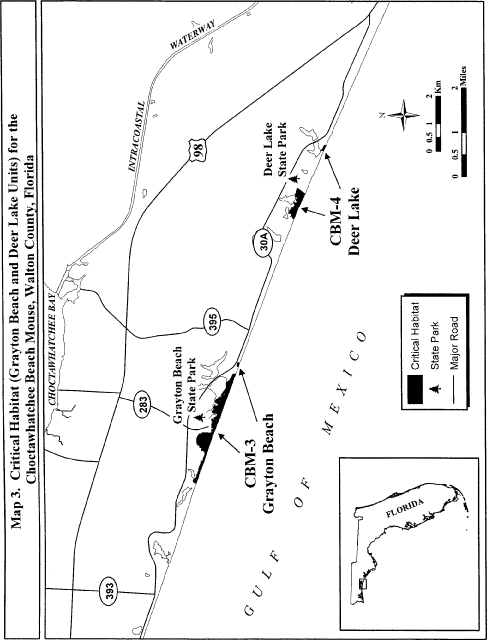 Map 3. Critical Habitat (Grayton Beach and Deer Lake Units) for the
Choctawhatchee Beach Mouse, Walton County, Florida
CHOCTAWHATCHEE BAY
INTRACOASTAL
WATERWAY
98
393
283
395
30A
Grayton Beach
State Park
Deer Lake
State Park
CBM-3
Grayton Beach
CBM-4
Deer Lake
GULF OF MEXICO
N
0 0.5 1 2 Km
0 0.5 1 2 Miles
FLORIDA
Critical Habitat
State Park
Major Road